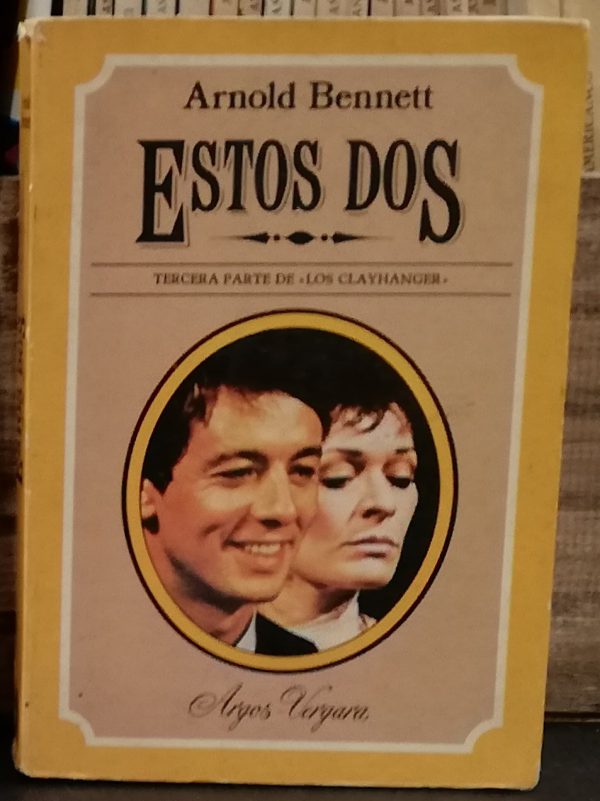 Arnold Bennett
ESTOS DOS
TERCERA PARTE DE «LOS CLAYHANGER»
Argos Vergara